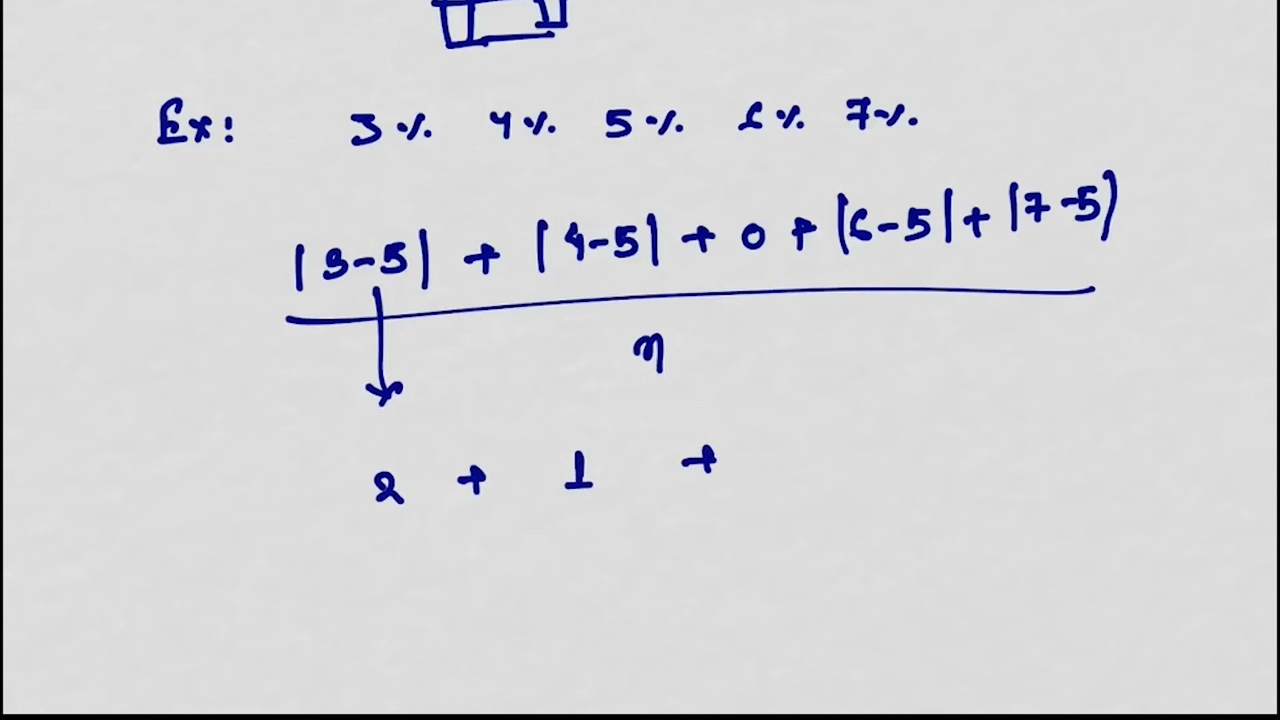 Ex: 3% 4% 5% 6% 7%
|3-5| + |4-5| + 0 + |6-5| + |7-5|
n
2 + 1 +